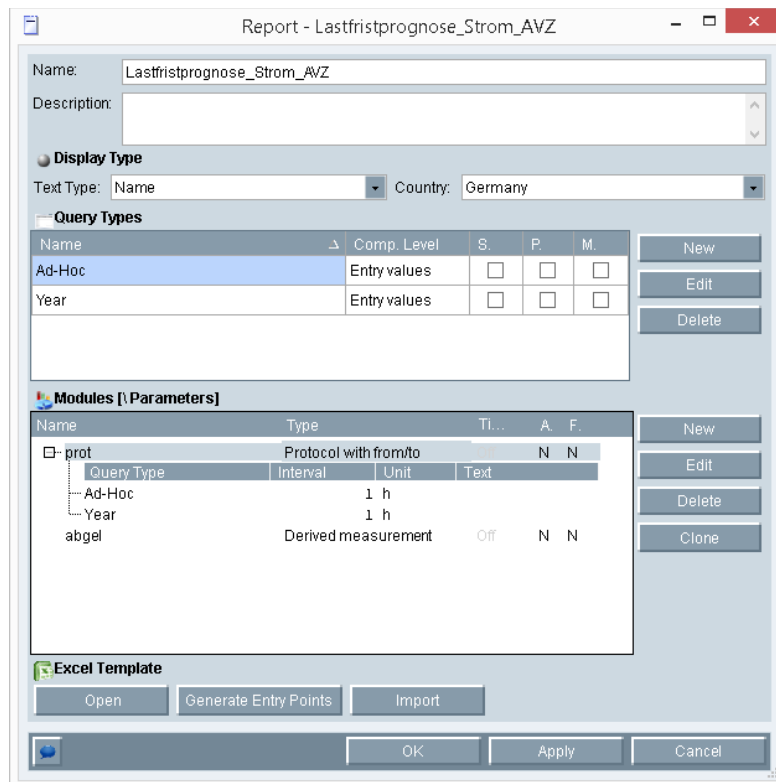 Report - Lastfristprognose_Strom_AVZ
Name: Lastfristprognose_Strom_AVZ
Description:
Display Type
Text Type: Name Country: Germany
Query Types
Name Comp. Level S. P. M.
Ad-Hoc Entry values
Year Entry values
New
Edit
Delete
Modules [\ Parameters]
Name Type Ti... A. F.
prot Protocol with from/to N N
Query Type Interval Unit Text
Ad-Hoc 1 h
Year 1 h
abgel Derived measurement Off N N
New
Edit
Delete
Clone
Excel Template
Open Generate Entry Points Import
OK Apply Cancel